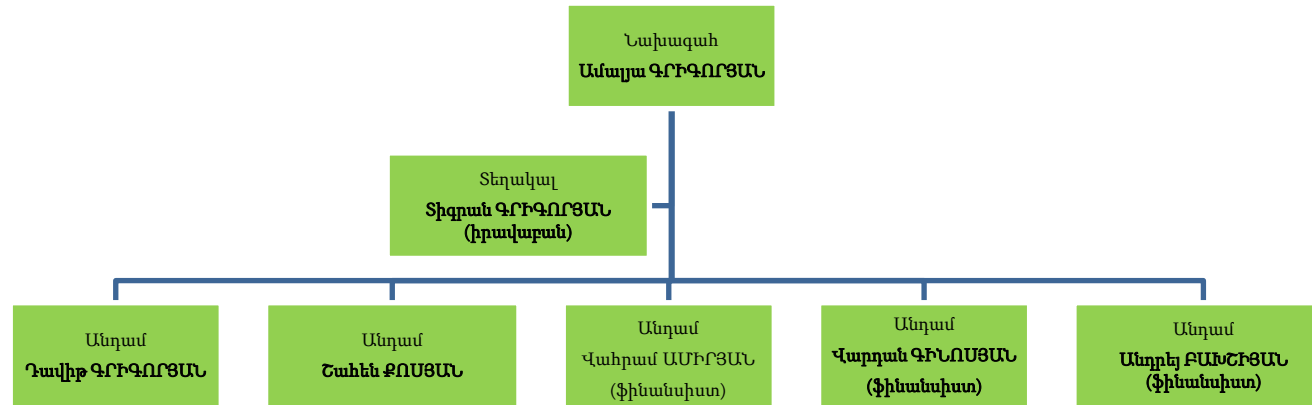 Նախագահ
Ամալյա ԳՐԻԳՈՐՅԱՆ
Տեղակալ
Տիգրան ԳՐԻԳՈՐՅԱՆ
(իրավաբան)
Անդամ
Դավիթ ԳՐԻԳՈՐՅԱՆ
Անդամ
Շահեն ՔՈՍՅԱՆ
Անդամ
Վահրամ ԱՄԻՐՅԱՆ
(ֆինանսիստ)
Անդամ
Վարդան ԳԻՆՈՍՅԱՆ
(ֆինանսիստ)
Անդամ
Անդրեյ ԲԱԽՇԻՅԱՆ
(ֆինանսիստ)